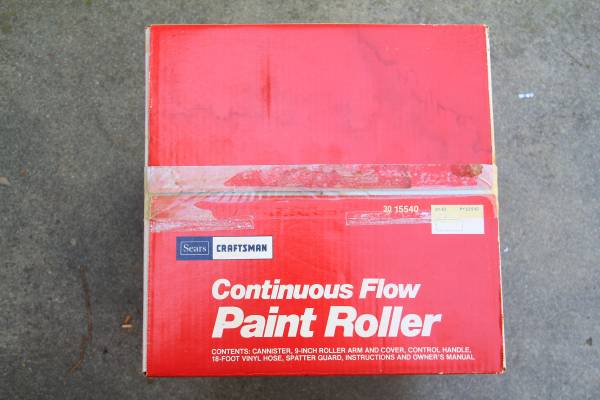 30 15540
Sears CRAFTSMAN
Continuous Flow
Paint Roller
CONTENTS: CANNISTER, 9-INCH ROLLER ARM AND COVER, CONTROL HANDLE,
18-FOOT VINYL HOSE, SPATTER GUARD, INSTRUCTIONS AND OWNER'S MANUAL